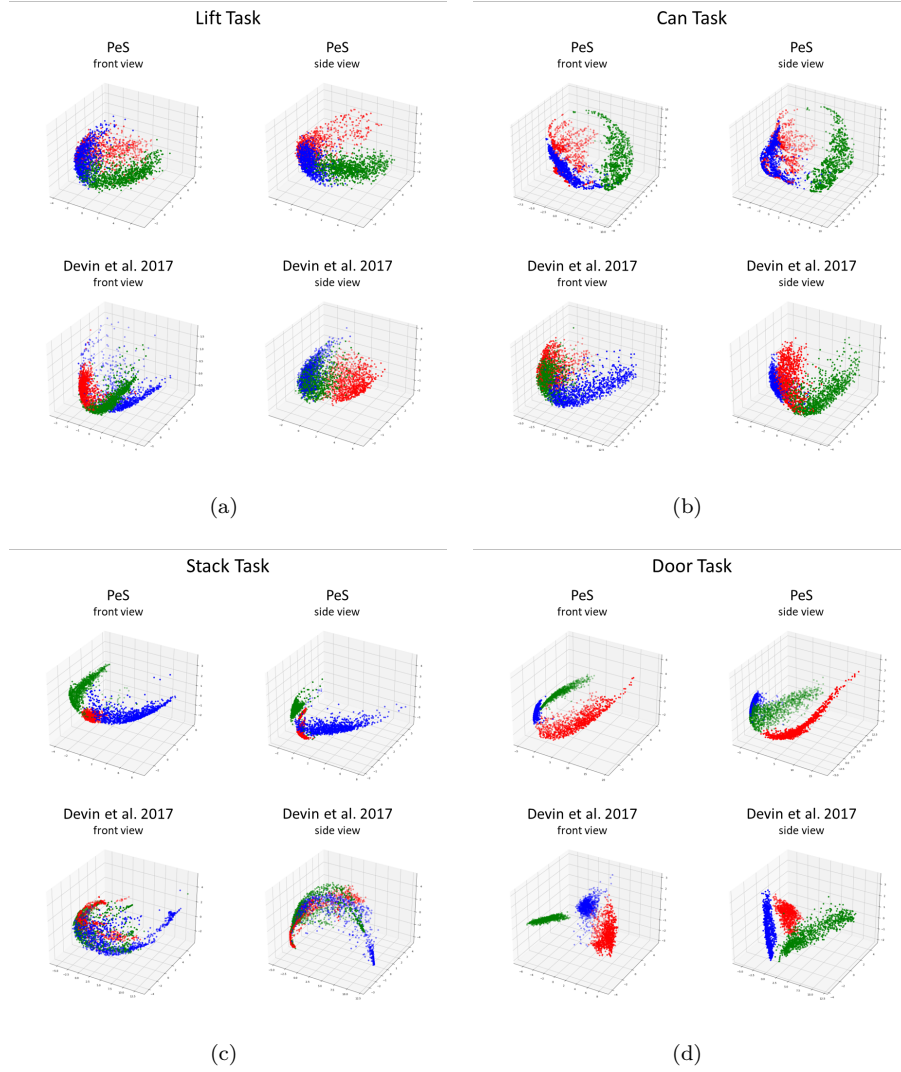 Lift Task
PeS
front view
PeS
side view
Devin et al. 2017
front view
Devin et al. 2017
side view
(a)
Can Task
PeS
front view
PeS
side view
Devin et al. 2017
front view
Devin et al. 2017
side view
(b)
Stack Task
PeS
front view
PeS
side view
Devin et al. 2017
front view
Devin et al. 2017
side view
(c)
Door Task
PeS
front view
PeS
side view
Devin et al. 2017
front view
Devin et al. 2017
side view
(d)